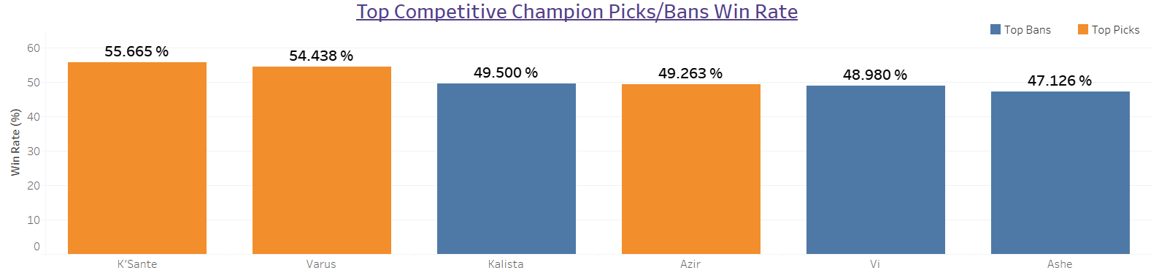 Top Competitive Champion Picks/Bans Win Rate
Top Bans Top Picks
Win Rate (%)
60
50
40
30
20
10
0
55.665 % 54.438 % 49.500 % 49.263 % 48.980 % 47.126 %
K'Sante Varus Kalista Azir Vi Ashe